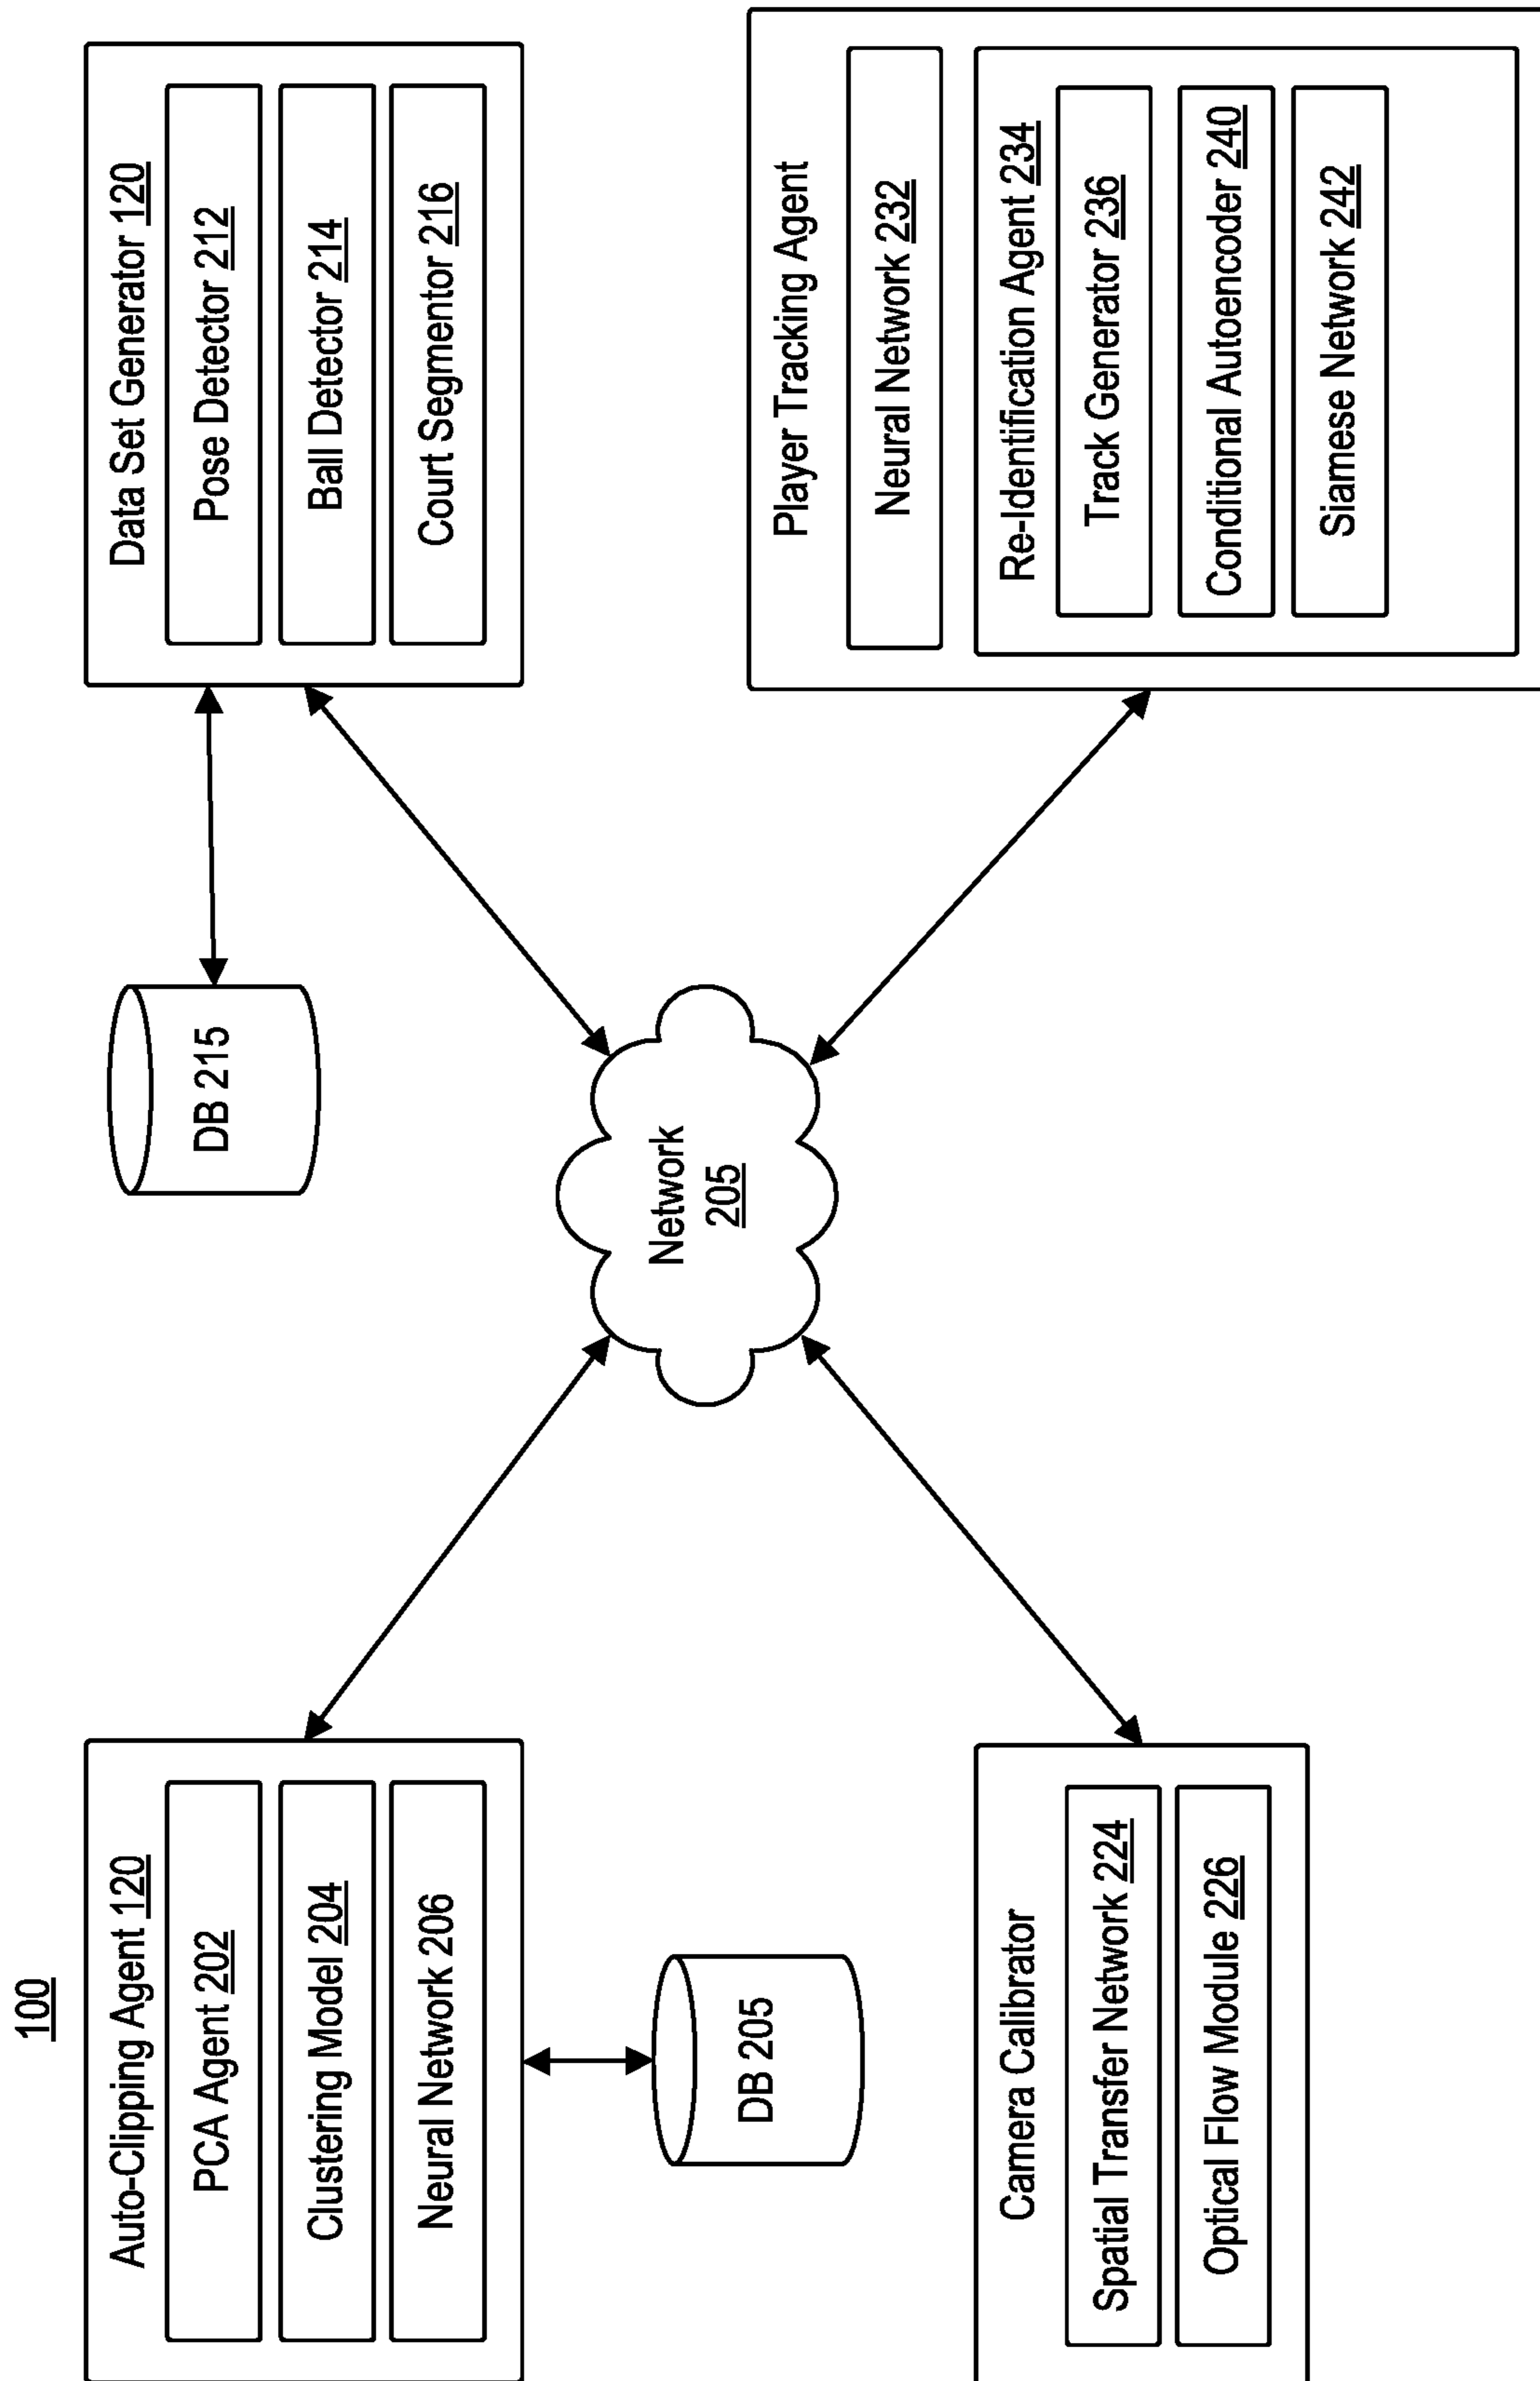 100
Auto-Clipping Agent 120
PCA Agent 202
Clustering Model 204
Neural Network 206
DB 205
Camera Calibrator
Spatial Transfer Network 224
Optical Flow Module 226
Network
205
DB 215
Data Set Generator 120
Pose Detector 212
Ball Detector 214
Court Segmentor 216
Player Tracking Agent
Neural Network 232
Re-Identification Agent 234
Track Generator 236
Conditional Autoencoder 240
Siamese Network 242